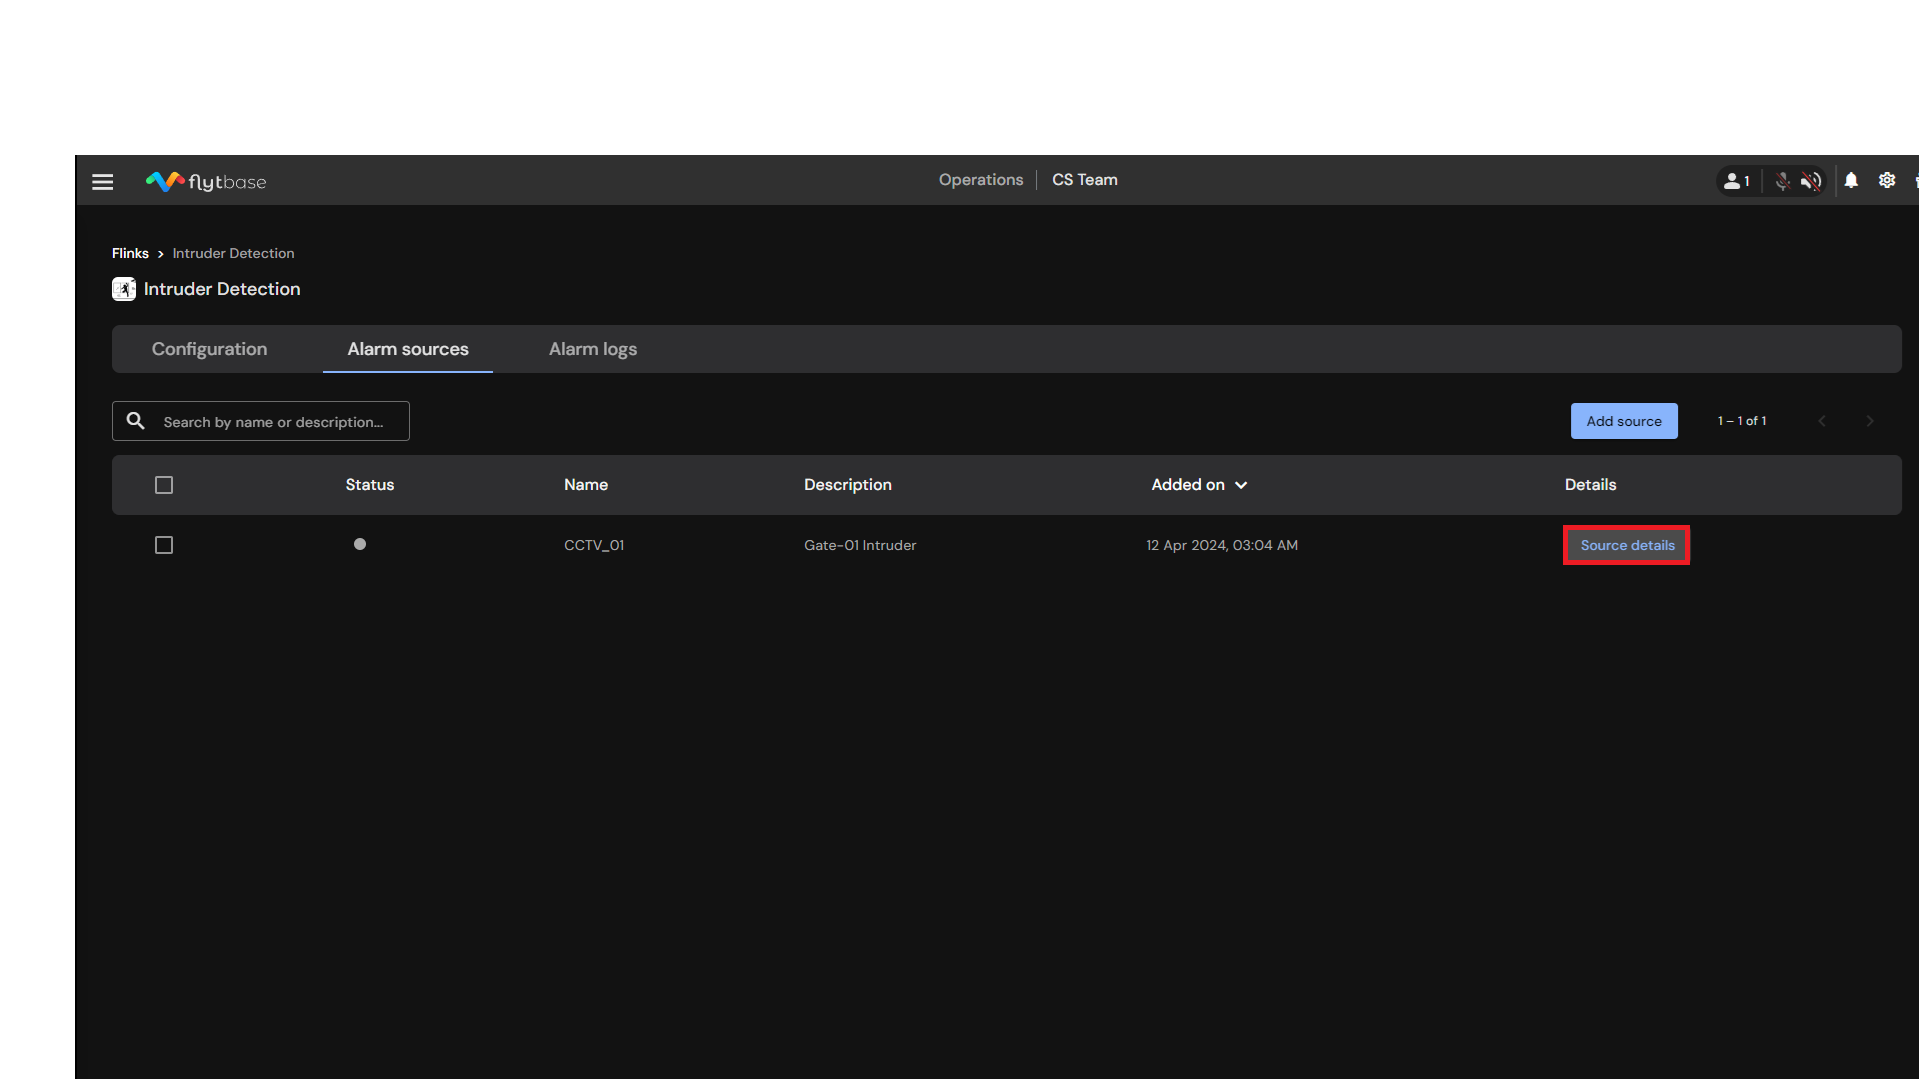 flytbase
Operations | CS Team
1
Flinks > Intruder Detection
Intruder Detection
Configuration
Alarm sources
Alarm logs
Search by name or description...
Add source
1 – 1 of 1
Status
Name
Description
Added on
Details
CCTV_01
Gate-01 Intruder
12 Apr 2024, 03:04 AM
Source details